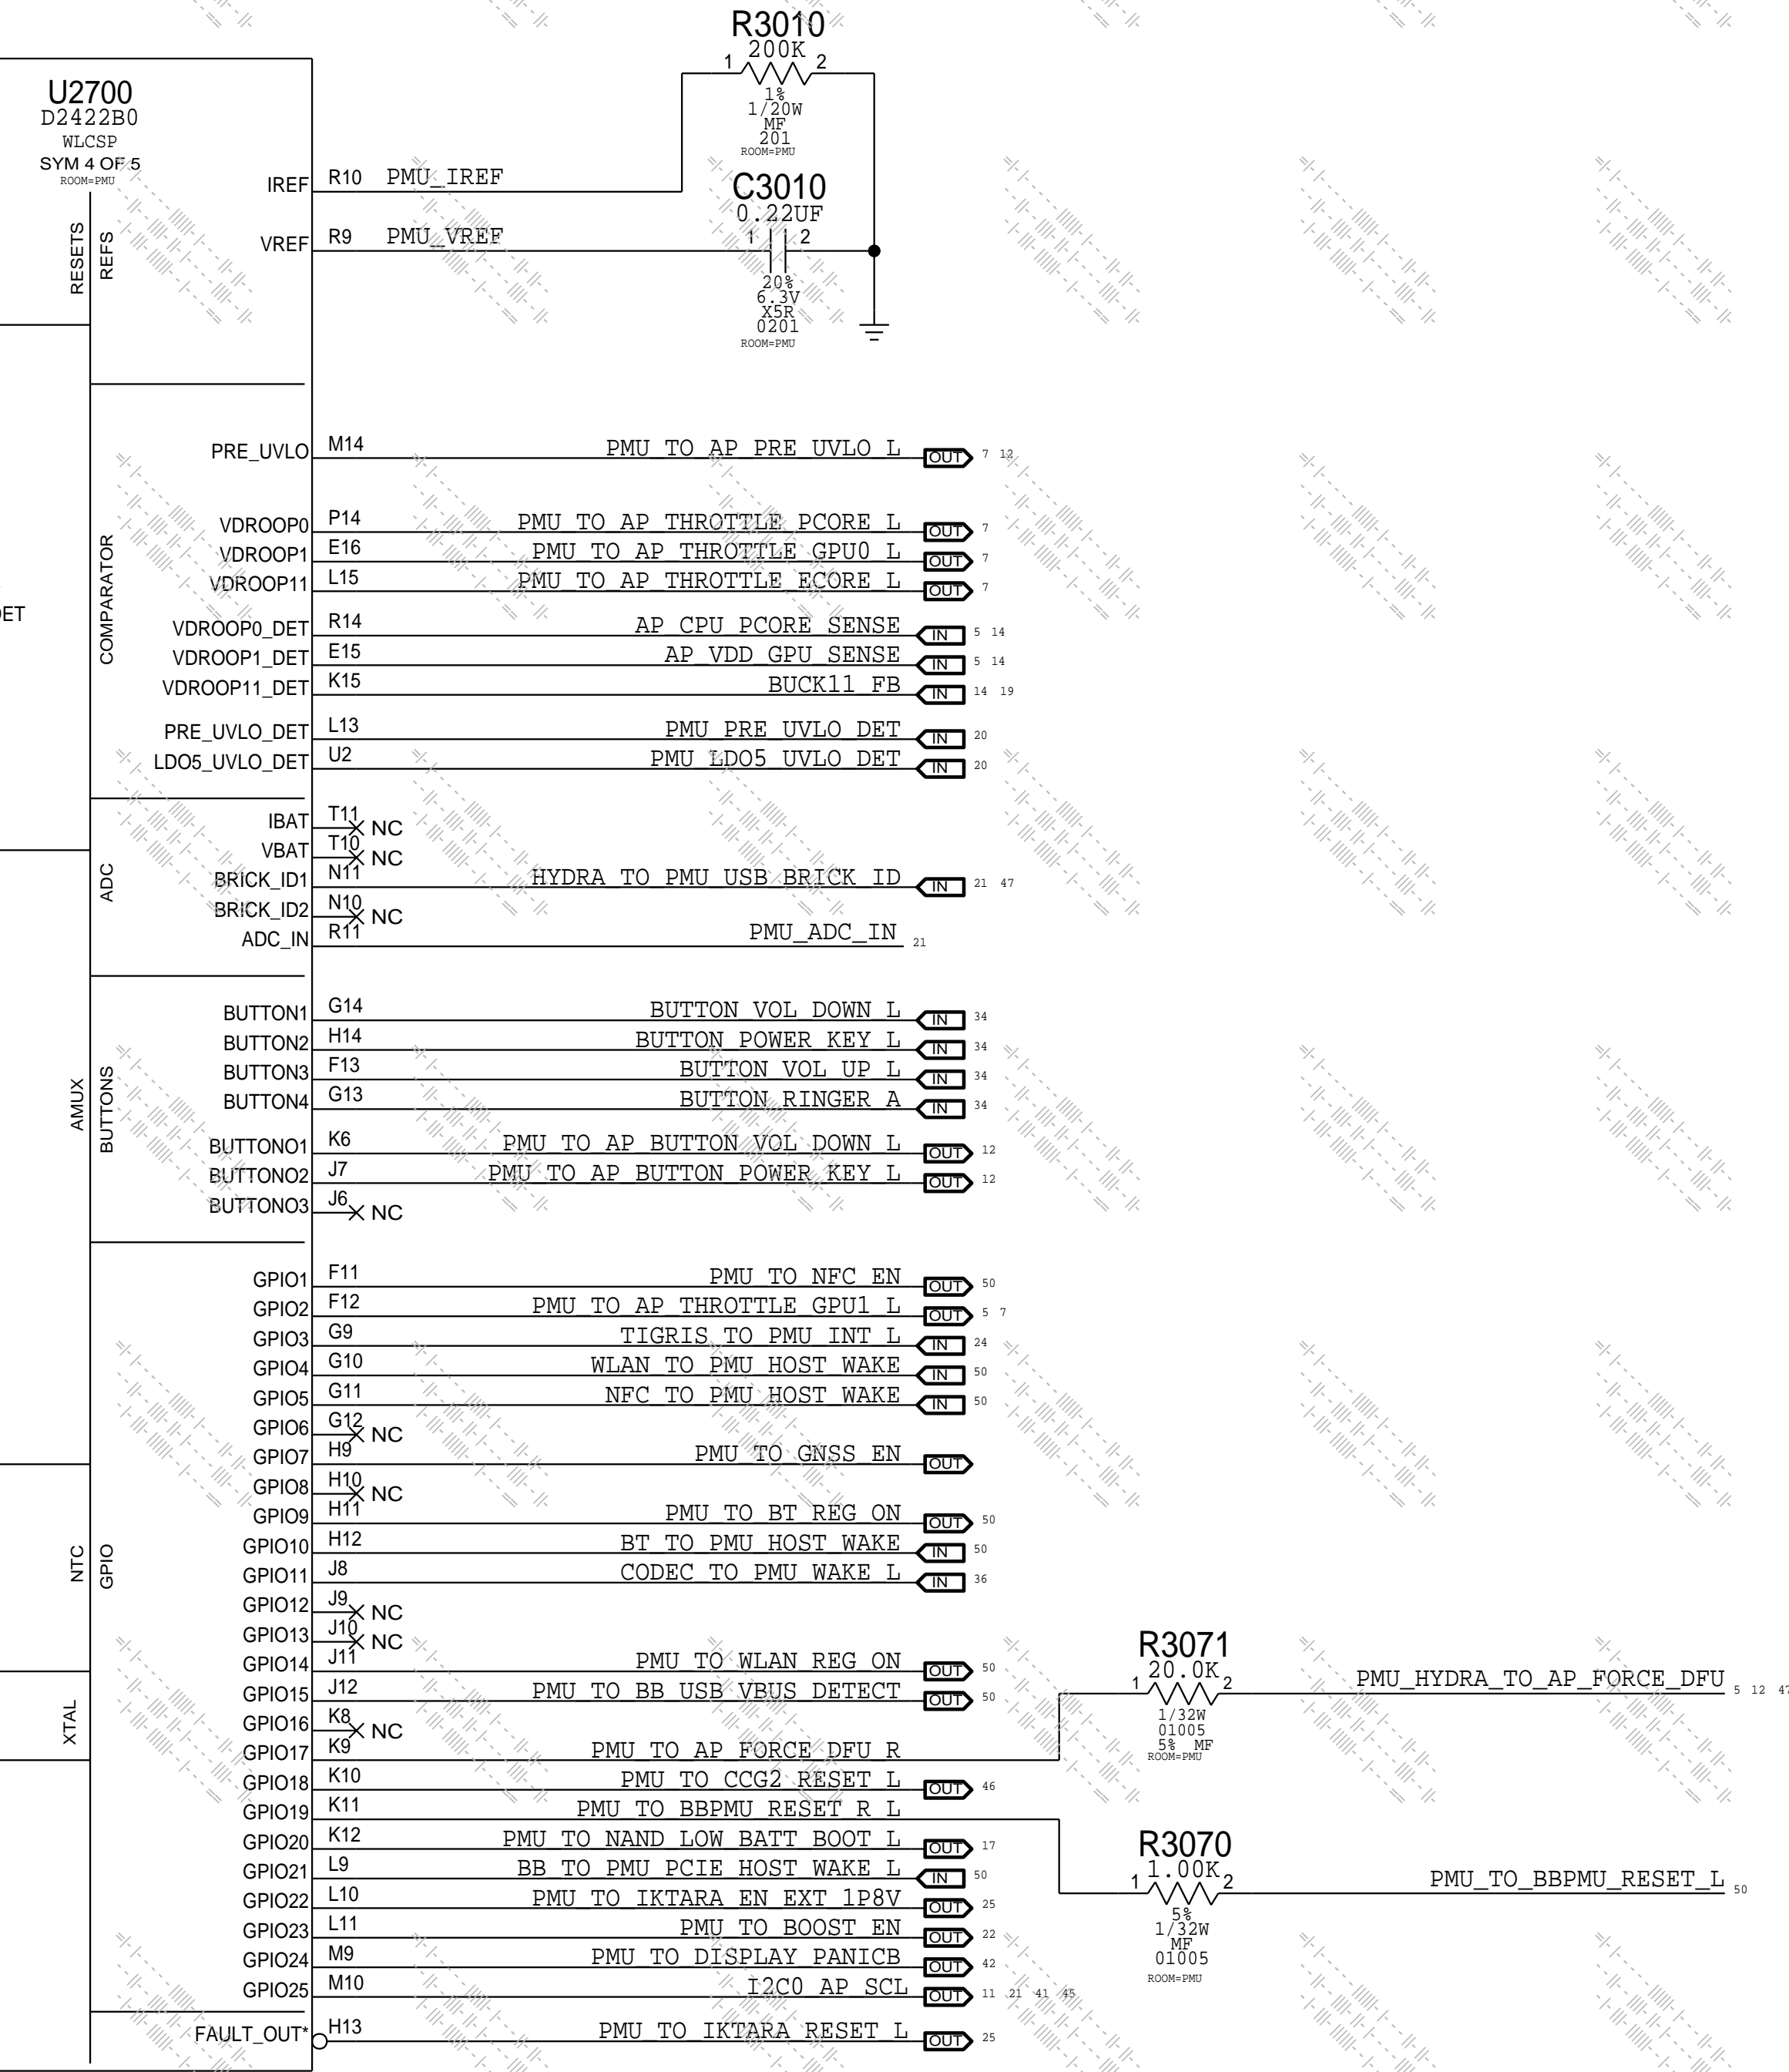 R3010
200K
1 2
1%
1/20W
MF
201
ROOM=PMU
U2700
D2422B0
WLCSP
SYM 4 OF 5
ROOM=PMU
RESETS
REFS
IREF R10 PMU_IREF
C3010
0.22UF
VREF R9 PMU_VREF 1 2
20%
6.3V
X5R
0201
ROOM=PMU
COMPARATOR
PRE_UVLO M14 PMU_TO_AP_PRE_UVLO_L OUT 7 12
VDROOP0 P14 PMU_TO_AP_THROTTLE_PCORE_L OUT 7
VDROOP1 E16 PMU_TO_AP_THROTTLE_GPU0_L OUT 7
VDROOP11 L15 PMU_TO_AP_THROTTLE_ECORE_L OUT 7
DET
VDROOP0_DET R14 AP_CPU_PCORE_SENSE IN 5 14
VDROOP1_DET E15 AP_VDD_GPU_SENSE IN 5 14
VDROOP11_DET K15 BUCK11_FB IN 14 19
PRE_UVLO_DET L13 PMU_PRE_UVLO_DET IN 20
LDO5_UVLO_DET U2 PMU_LDO5_UVLO_DET IN 20
ADC
IBAT T11 NC
VBAT T10 NC
BRICK_ID1 N11 HYDRA_TO_PMU_USB_BRICK_ID IN 21 47
BRICK_ID2 N10 NC
ADC_IN R11 PMU_ADC_IN 21
AMUX
BUTTONS
BUTTON1 G14 BUTTON_VOL_DOWN_L IN 34
BUTTON2 H14 BUTTON_POWER_KEY_L IN 34
BUTTON3 F13 BUTTON_VOL_UP_L IN 34
BUTTON4 G13 BUTTON_RINGER_A IN 34
BUTTONO1 K6 PMU_TO_AP_BUTTON_VOL_DOWN_L OUT 12
BUTTONO2 J7 PMU_TO_AP_BUTTON_POWER_KEY_L OUT 12
BUTTONO3 J6 NC
NTC
GPIO
GPIO1 F11 PMU_TO_NFC_EN OUT 50
GPIO2 F12 PMU_TO_AP_THROTTLE_GPU1_L OUT 5 7
GPIO3 G9 TIGRIS_TO_PMU_INT_L IN 24
GPIO4 G10 WLAN_TO_PMU_HOST_WAKE IN 50
GPIO5 G11 NFC_TO_PMU_HOST_WAKE IN 50
GPIO6 G12 NC
GPIO7 H9 PMU_TO_GNSS_EN OUT
GPIO8 H10 NC
GPIO9 H11 PMU_TO_BT_REG_ON OUT 50
GPIO10 H12 BT_TO_PMU_HOST_WAKE IN 50
GPIO11 J8 CODEC_TO_PMU_WAKE_L IN 36
GPIO12 J9 NC
GPIO13 J10 NC
GPIO14 J11 PMU_TO_WLAN_REG_ON OUT 50
GPIO15 J12 PMU_TO_BB_USB_VBUS_DETECT OUT 50
XTAL
R3071
20.0K
1 2 PMU_HYDRA_TO_AP_FORCE_DFU 5 12 47
1/32W
01005
5% MF
ROOM=PMU
GPIO16 K8 NC
GPIO17 K9 PMU_TO_AP_FORCE_DFU_R
GPIO18 K10 PMU_TO_CCG2_RESET_L OUT 46
GPIO19 K11 PMU_TO_BBPMU_RESET_R_L
GPIO20 K12 PMU_TO_NAND_LOW_BATT_BOOT_L OUT 17
GPIO21 L9 BB_TO_PMU_PCIE_HOST_WAKE_L IN 50
R3070
1.00K
1 2 PMU_TO_BBPMU_RESET_L 50
5%
1/32W
MF
01005
ROOM=PMU
GPIO22 L10 PMU_TO_IKTARA_EN_EXT_1P8V OUT 25
GPIO23 L11 PMU_TO_BOOST_EN OUT 22
GPIO24 M9 PMU_TO_DISPLAY_PANICB OUT 42
GPIO25 M10 I2C0_AP_SCL OUT 11 21 41 45
FAULT_OUT* H13 PMU_TO_IKTARA_RESET_L OUT 25